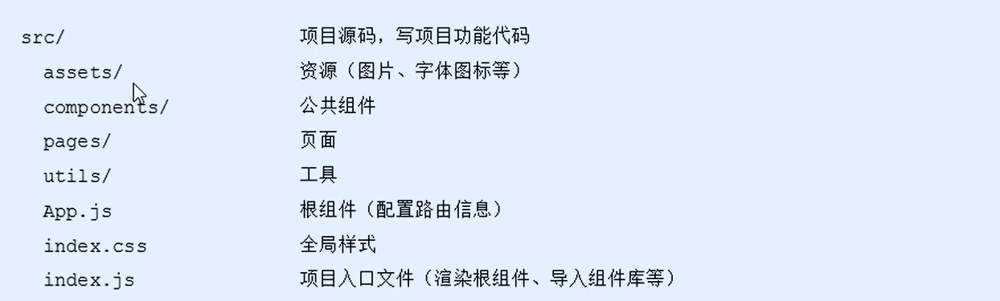 src/ 项目源码，写项目功能代码
assets/ 资源（图片、字体图标等）
components/ 公共组件
pages/ 页面
utils/ 工具
App.js 根组件（配置路由信息）
index.css 全局样式
index.js 项目入口文件（渲染根组件、导入组件库等）